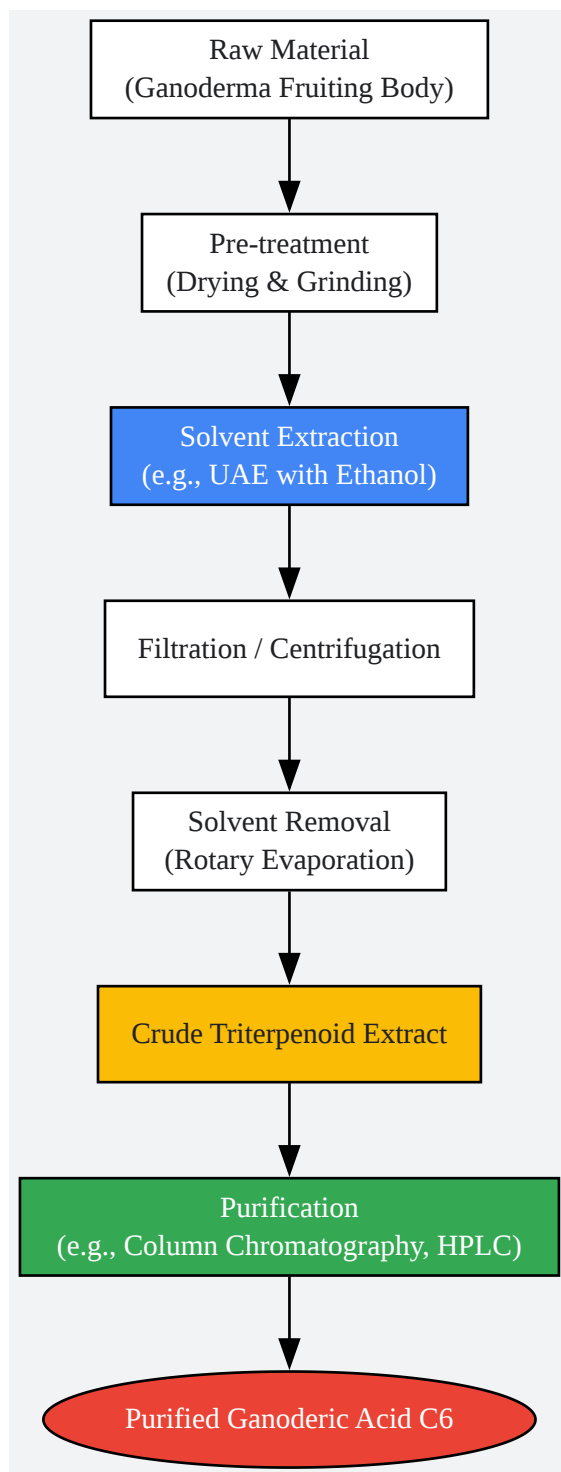 Raw Material
(Ganoderma Fruiting Body)
Pre-treatment
(Drying & Grinding)
Solvent Extraction
(e.g., UAE with Ethanol)
Filtration / Centrifugation
Solvent Removal
(Rotary Evaporation)
Crude Triterpenoid Extract
Purification
(e.g., Column Chromatography, HPLC)
Purified Ganoderic Acid C6